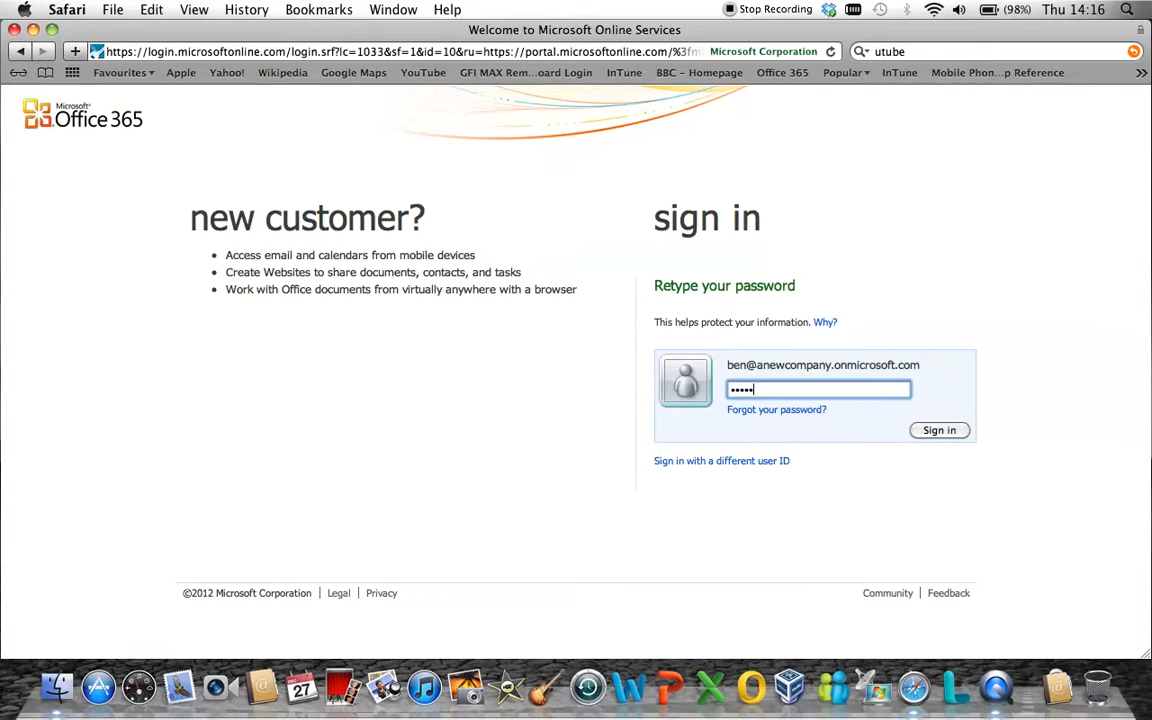 Safari File Edit View History Bookmarks Window Help Stop Recording (98%) Thu 14:16
Welcome to Microsoft Online Services
https://login.microsoftonline.com/login.srf?lc=1033&sf=1&id=10&ru=https://portal.microsoftonline.com/%3fm Microsoft Corporation utube
Favourites Apple Yahoo! Wikipedia Google Maps YouTube GFI MAX Rem...oard Login InTune BBC - Homepage Office 365 Popular InTune Mobile Phon...p Reference
Microsoft®
Office 365
new customer?
• Access email and calendars from mobile devices
• Create Websites to share documents, contacts, and tasks
• Work with Office documents from virtually anywhere with a browser
sign in
Retype your password
This helps protect your information. Why?
ben@anewcompany.onmicrosoft.com
•••••
Forgot your password?
Sign in
Sign in with a different user ID
©2012 Microsoft Corporation | Legal | Privacy
Community | Feedback
27